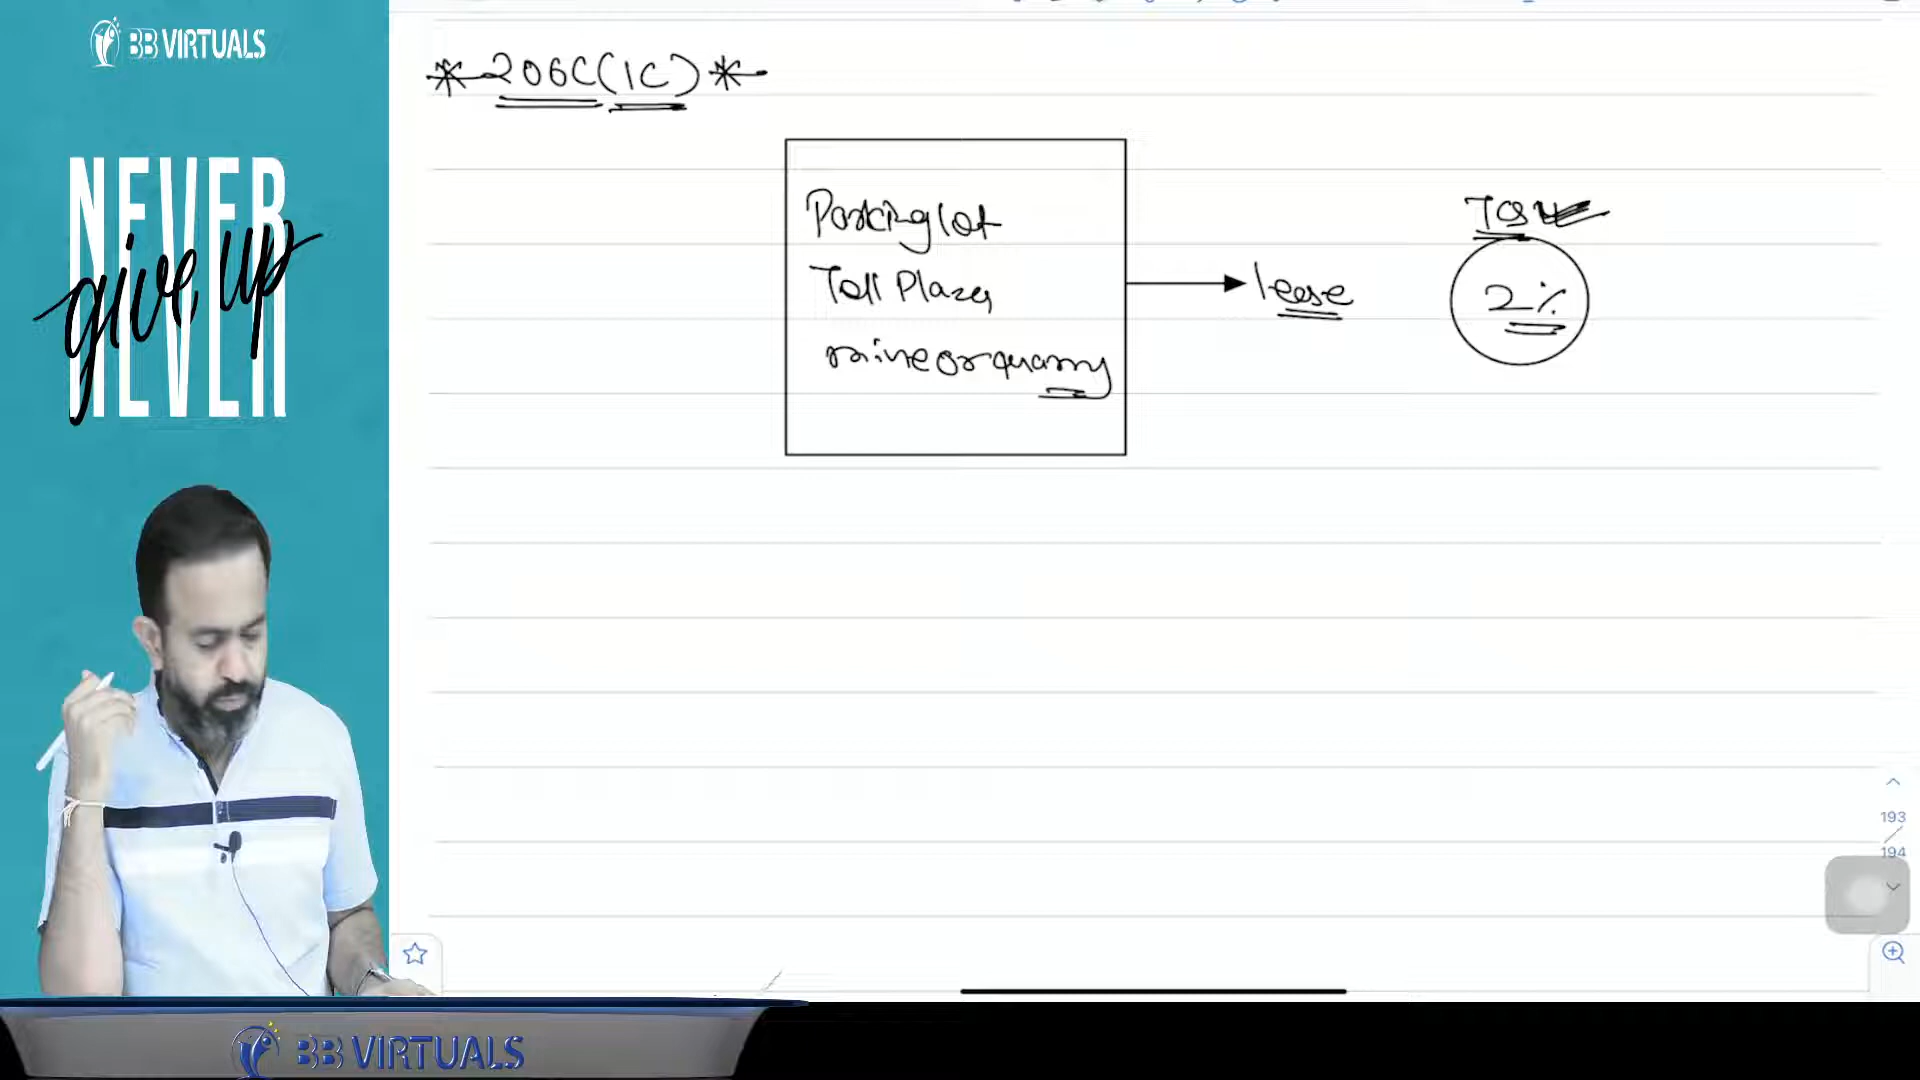 BB VIRTUALS
NEVER
give up
NEVER
*206C(1C)*
Parking lot
Toll Plaza
mine or quarry
lease
TCS
2%
193
194
BB VIRTUALS